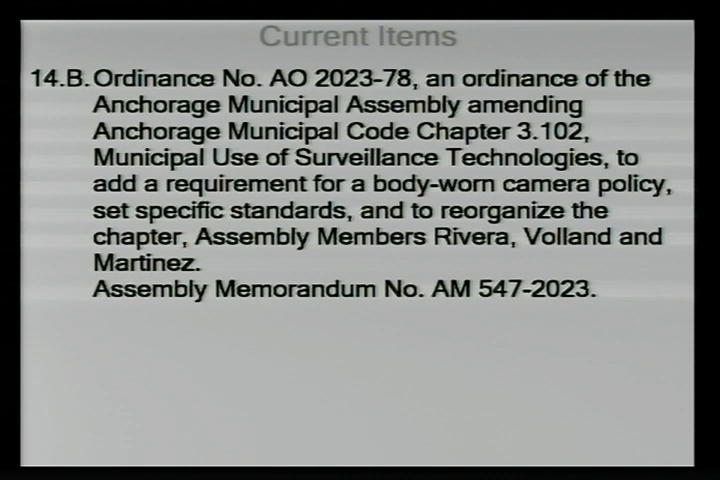 Current Items
14.B. Ordinance No. AO 2023-78, an ordinance of the
Anchorage Municipal Assembly amending
Anchorage Municipal Code Chapter 3.102,
Municipal Use of Surveillance Technologies, to
add a requirement for a body-worn camera policy,
set specific standards, and to reorganize the
chapter, Assembly Members Rivera, Volland and
Martinez.
Assembly Memorandum No. AM 547-2023.